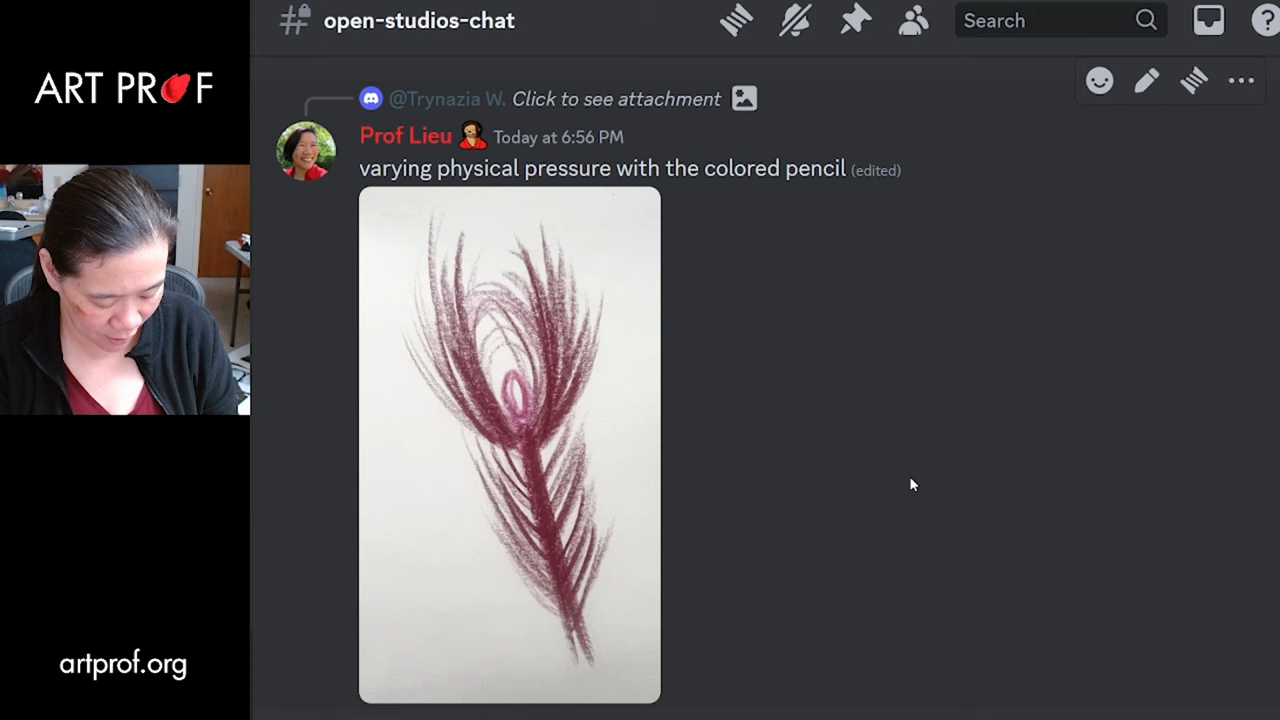 ART PROF
artprof.org
open-studios-chat
Search
@Trynazia W. Click to see attachment
Prof Lieu Today at 6:56 PM
varying physical pressure with the colored pencil (edited)